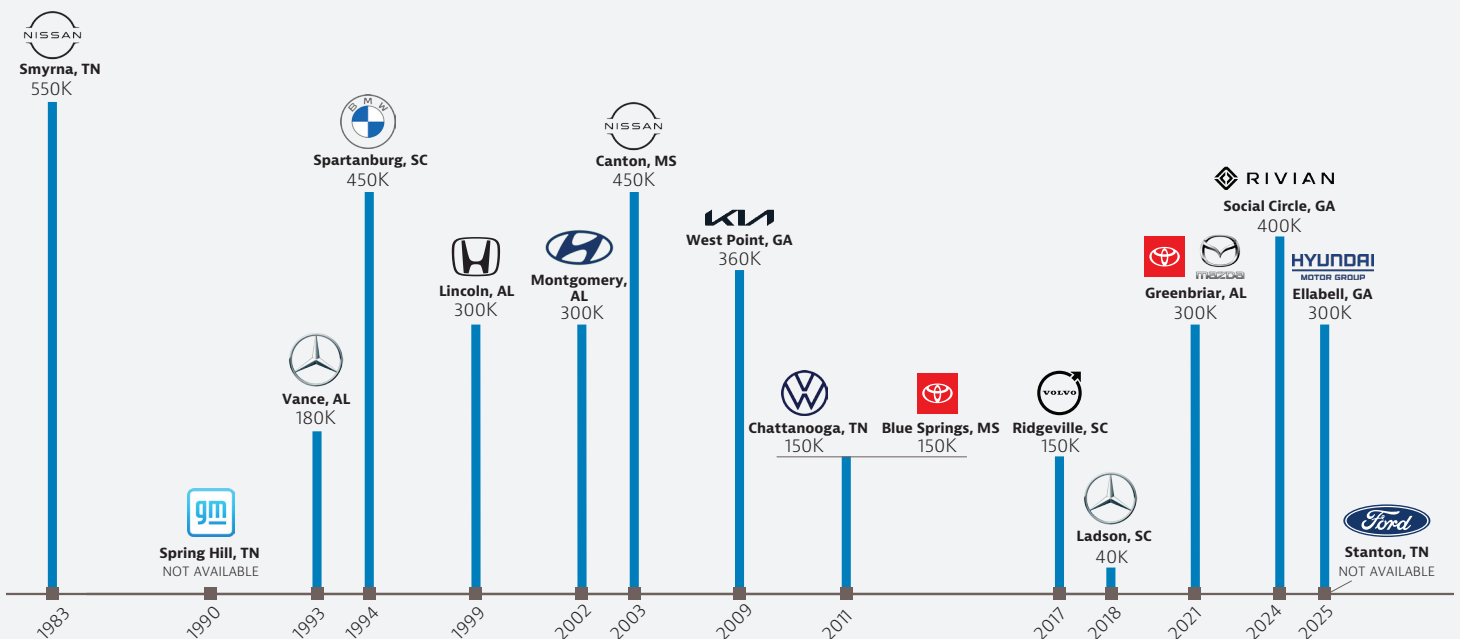 NISSAN
Smyrna, TN
550K
gm
Spring Hill, TN
NOT AVAILABLE
Vance, AL
180K
BMW
Spartanburg, SC
450K
Lincoln, AL
300K
Montgomery,
AL
300K
NISSAN
Canton, MS
450K
KIA
West Point, GA
360K
Chattanooga, TN
150K
Blue Springs, MS
150K
VOLVO
Ridgeville, SC
150K
Ladson, SC
40K
mazda
Greenbriar, AL
300K
RIVIAN
Social Circle, GA
400K
HYUNDAI
MOTOR GROUP
Ellabell, GA
300K
Ford
Stanton, TN
NOT AVAILABLE
1983
1990
1993
1994
1999
2002
2003
2009
2011
2017
2018
2021
2024
2025